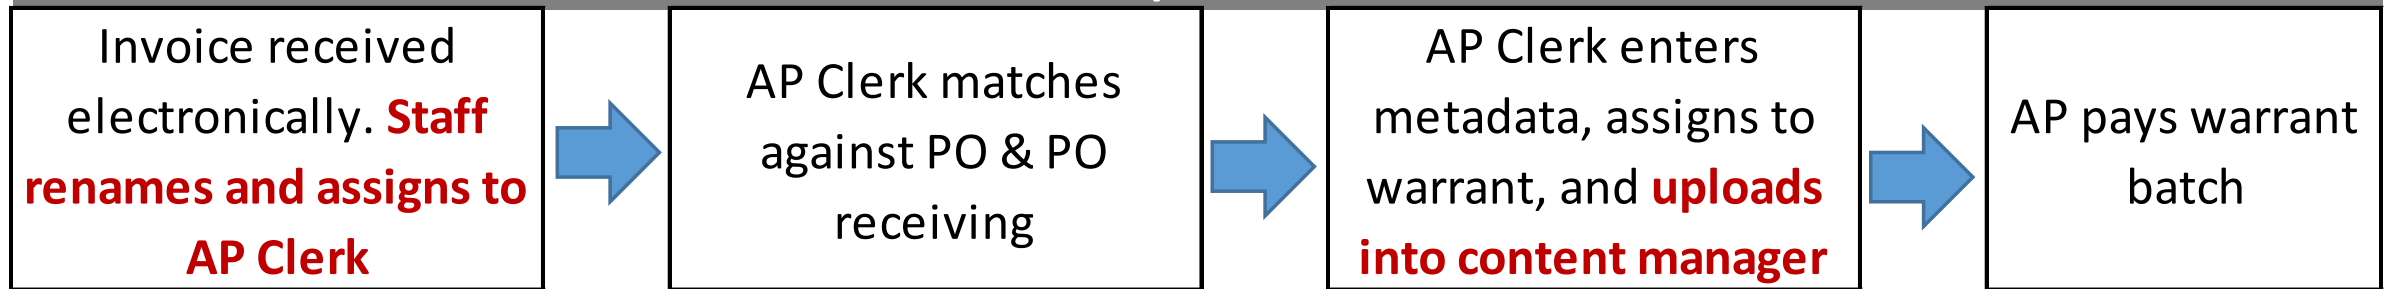 Invoice received
electronically. Staff
renames and assigns to
AP Clerk
AP Clerk matches
against PO & PO
receiving
AP Clerk enters
metadata, assigns to
warrant, and uploads
into content manager
AP pays warrant
batch